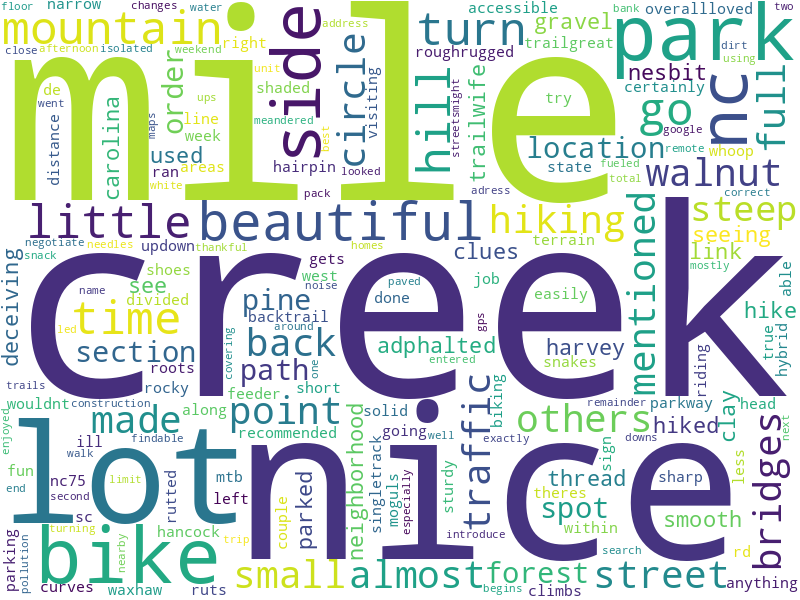 floor
narrow
changes
water
accessible
overallloved
bank
two
mountain
close
afternoon
isolated
weekend
right
address
turn
gravel
trailgreat
park
mile
side
order
circle
visiting
hill
roughrugged
nesbit
certainly
dirt
using
nc
full
de
went
maps
distance
carolina
shaded
unit
ups
meandered
line
week
best
streetsmight
trailwife
try
go
google
used
areas
ran
white
hairpin
looked
pack
location
state
fueled
total
adress
remote
whoop
walnut
correct
little
beautiful
hiking
mentioned
steep
seeing
link
mostly
negotiate
needles
updown
thankful
homes
clues
terrain
snack
deceiving
shoes
see
divided
name
gets
west
noise
paved
job
easily
snakes
hike
able
true
hybrid
creek
time
led
pine
backtrail
covering
around
done
gps
section
back
adphalted
entered
harvey
riding
roots
path
one
trails
rocky
feeder
short
biking
remainder
parkway
head
wouldnt
construction
along
point
solid
traffic
others
hiked
clay
enjoyed
walk
findable
made
recommended
going
well
exactly
downs
sign
less
next
end
fun
ill
mtb
neighborhood
singletrack
moguls
especially
sturdy
thread
theres
sharp
bridges
lot
nice
nc75
second
limit
rutted
left
couple
parked
spot
within
smooth
sc
hancock
introduce
search
rd
parking
pollution
turning
nearby
trip
bike
small
almost
forest
street
anything
curves
waxhaw
ruts
begins
climbs